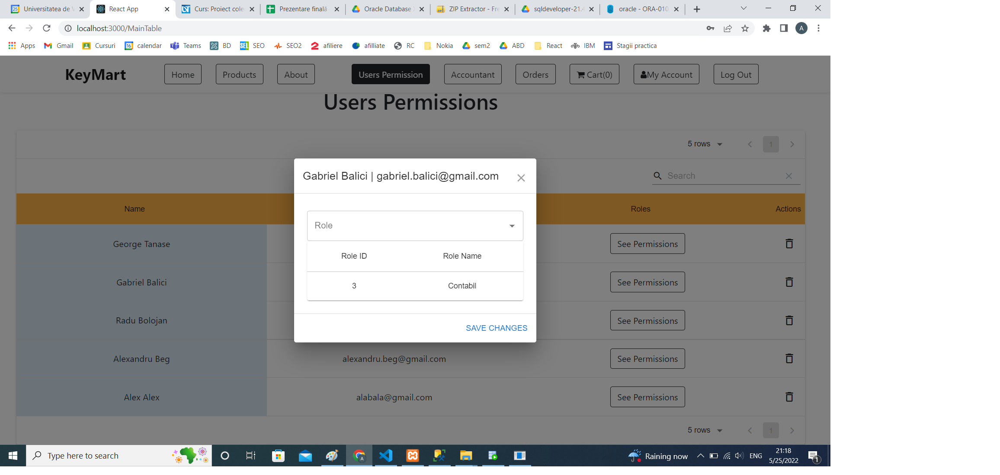 Universitatea de V
React App
Curs: Proiect cole
Prezentare finală
Oracle Database
ZIP Extractor - Fre
sqldeveloper-21.4
oracle - ORA-010
localhost:3000/MainTable
A
Apps
Gmail
Cursuri
calendar
Teams
BD
SEO
SEO2
afiliere
afilliate
RC
Nokia
sem2
ABD
React
IBM
Stagii practica
KeyMart
Home
Products
About
Users Permission
Accountant
Orders
Cart(0)
My Account
Log Out
Users Permissions
5 rows
1
Search
Name
Roles
Actions
George Tanase
See Permissions
Gabriel Balici
See Permissions
Radu Bolojan
See Permissions
Alexandru Beg
alexandru.beg@gmail.com
See Permissions
Alex Alex
alabala@gmail.com
See Permissions
5 rows
1
Gabriel Balici | gabriel.balici@gmail.com
Role
Role ID
Role Name
3
Contabil
SAVE CHANGES
Type here to search
Raining now
ENG
21:18
5/25/2022
1